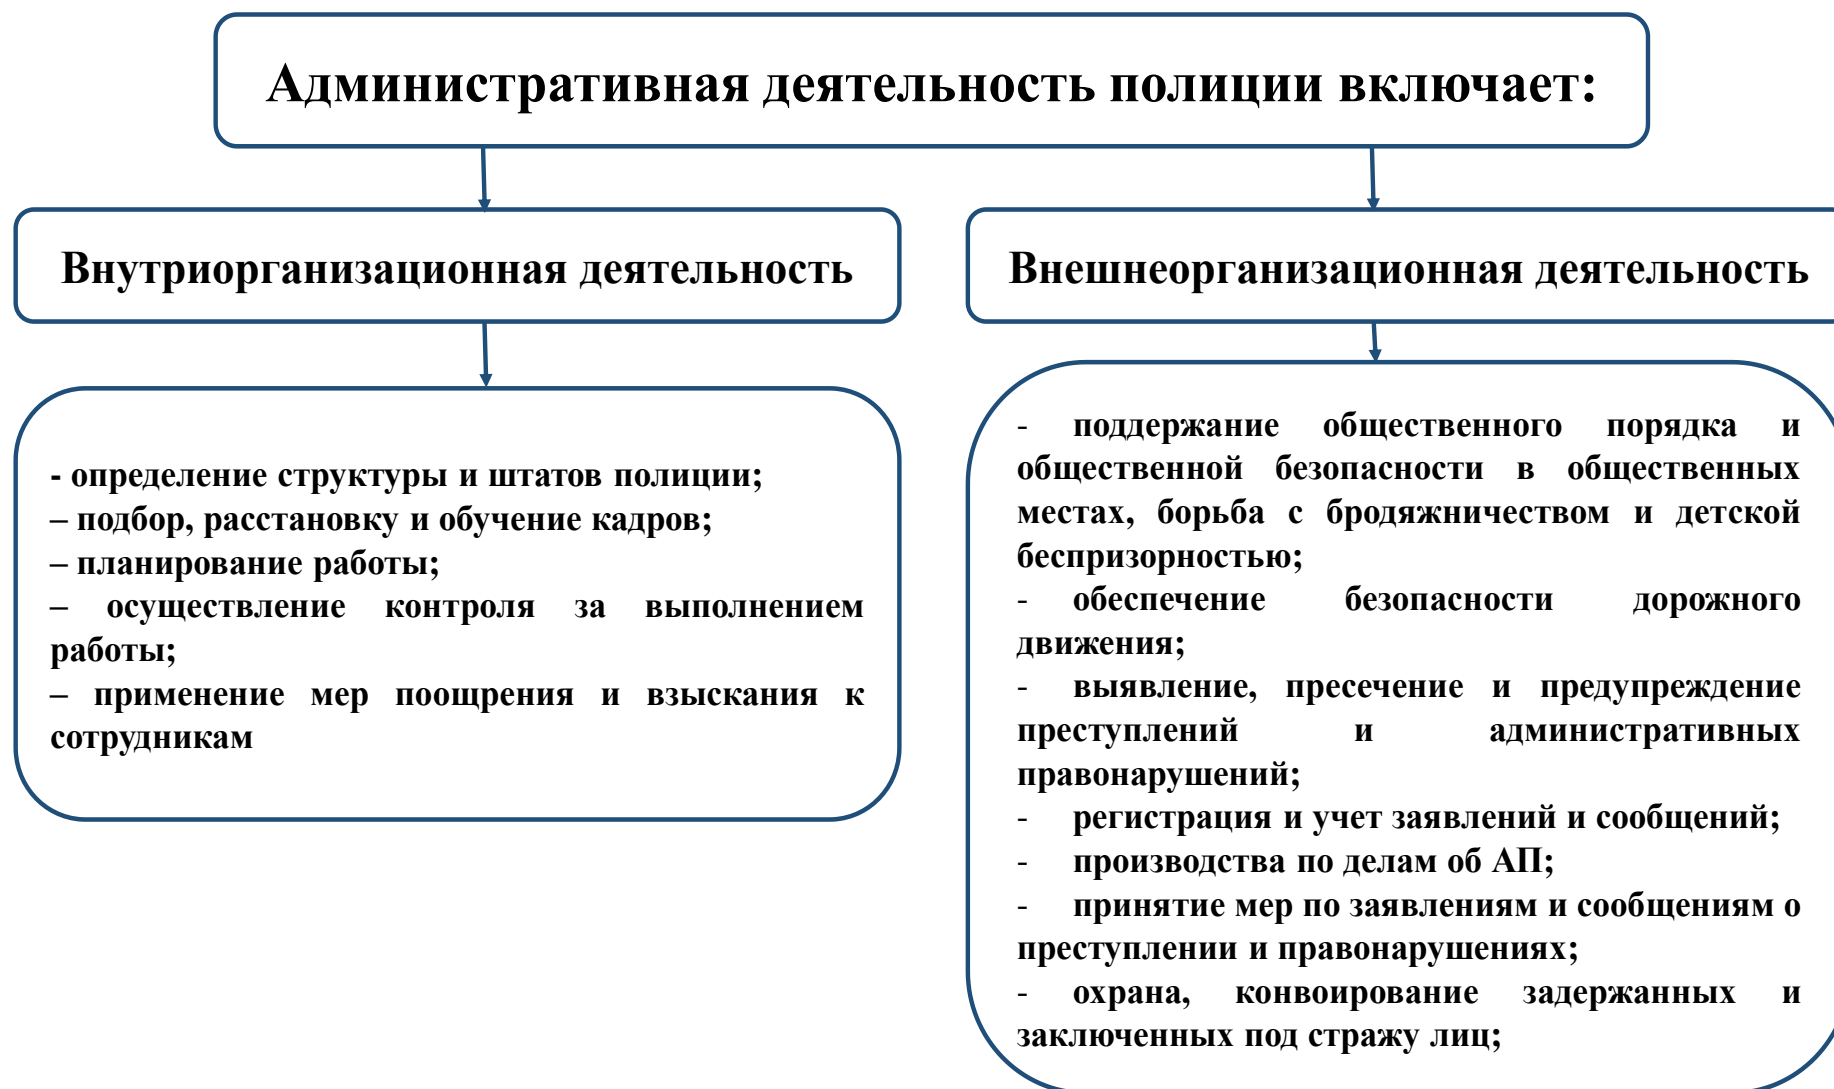 Административная деятельность полиции включает:
Внутриорганизационная деятельность
- определение структуры и штатов полиции;
– подбор, расстановку и обучение кадров;
– планирование работы;
– осуществление контроля за выполнением
работы;
– применение мер поощрения и взыскания к
сотрудникам
Внешнеорганизационная деятельность
- поддержание общественного порядка и
общественной безопасности в общественных
местах, борьба с бродяжничеством и детской
беспризорностью;
- обеспечение безопасности дорожного
движения;
- выявление, пресечение и предупреждение
преступлений и административных
правонарушений;
- регистрация и учет заявлений и сообщений;
- производства по делам об АП;
- принятие мер по заявлениям и сообщениям о
преступлении и правонарушениях;
- охрана, конвоирование задержанных и
заключенных под стражу лиц;